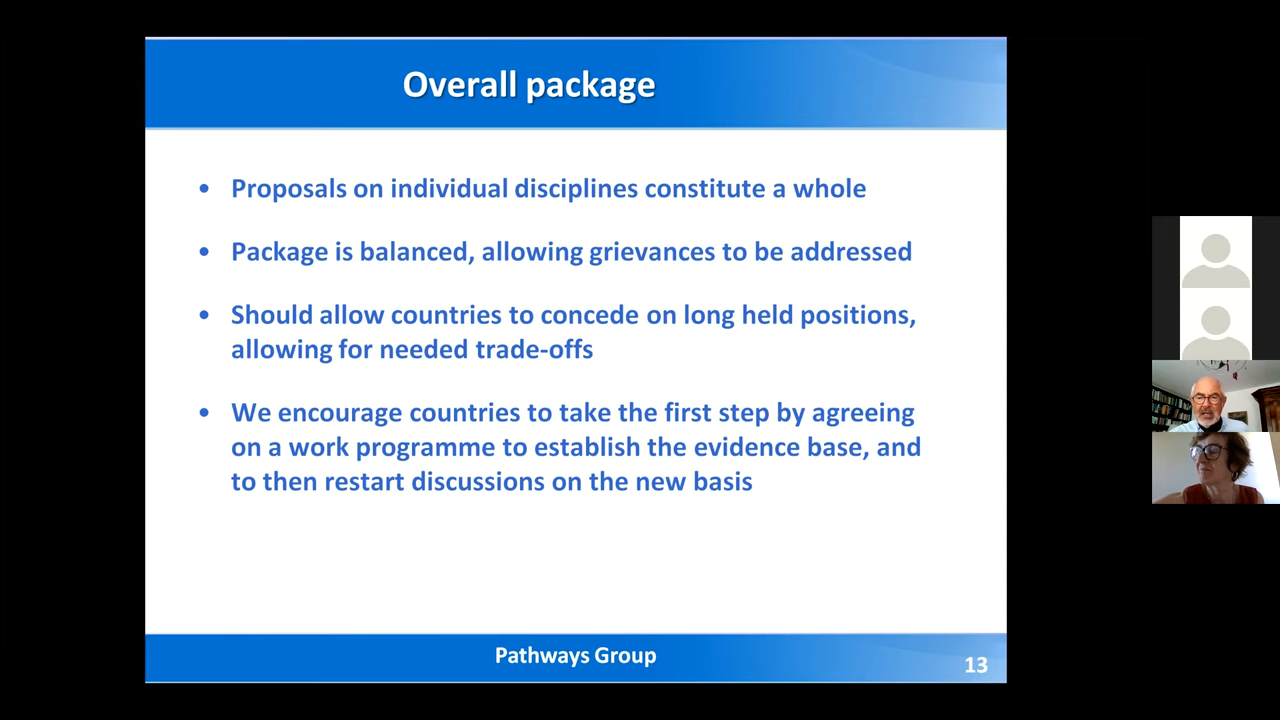 Overall package
• Proposals on individual disciplines constitute a whole
• Package is balanced, allowing grievances to be addressed
• Should allow countries to concede on long held positions,
allowing for needed trade-offs
• We encourage countries to take the first step by agreeing
on a work programme to establish the evidence base, and
to then restart discussions on the new basis
Pathways Group
13